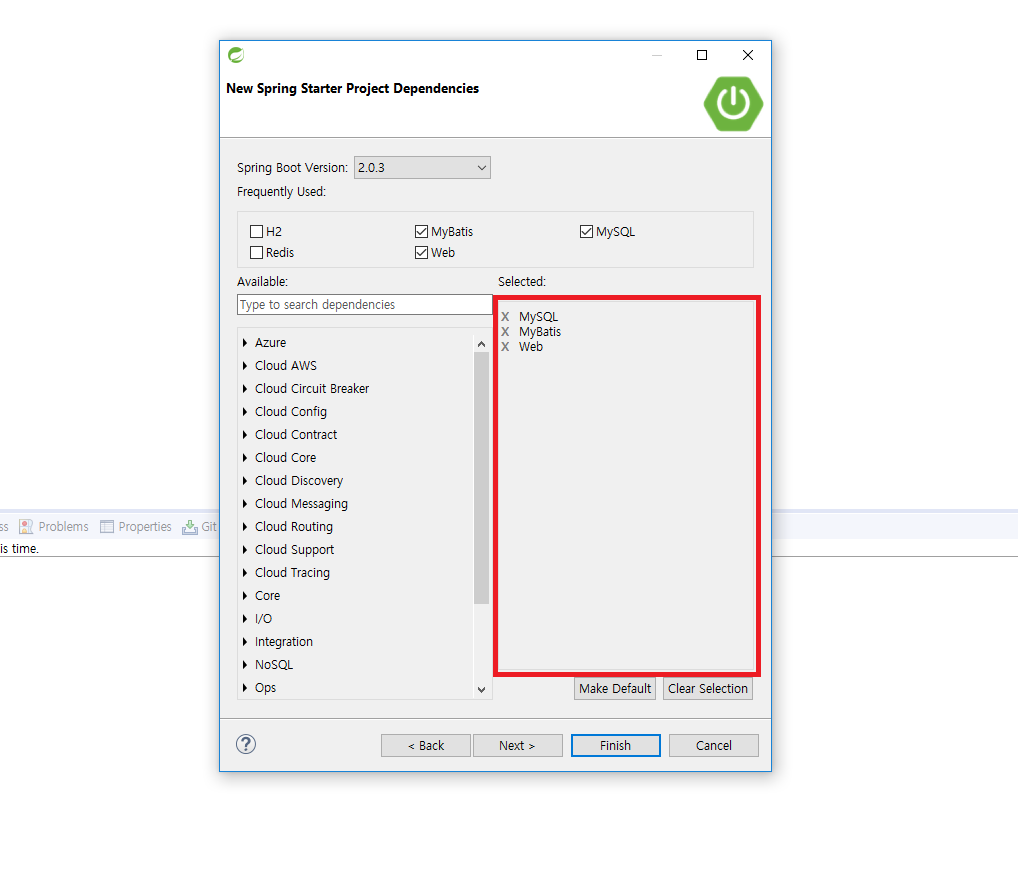 New Spring Starter Project Dependencies
Spring Boot Version: 2.0.3
Frequently Used:
H2 MyBatis MySQL
Redis Web
Available: Selected:
Type to search dependencies
X MySQL
X MyBatis
X Web
Azure
Cloud AWS
Cloud Circuit Breaker
Cloud Config
Cloud Contract
Cloud Core
Cloud Discovery
Cloud Messaging
Cloud Routing
Cloud Support
Cloud Tracing
Core
I/O
Integration
NoSQL
Ops
Make Default Clear Selection
? < Back Next > Finish Cancel
ss Problems Properties Git
is time.